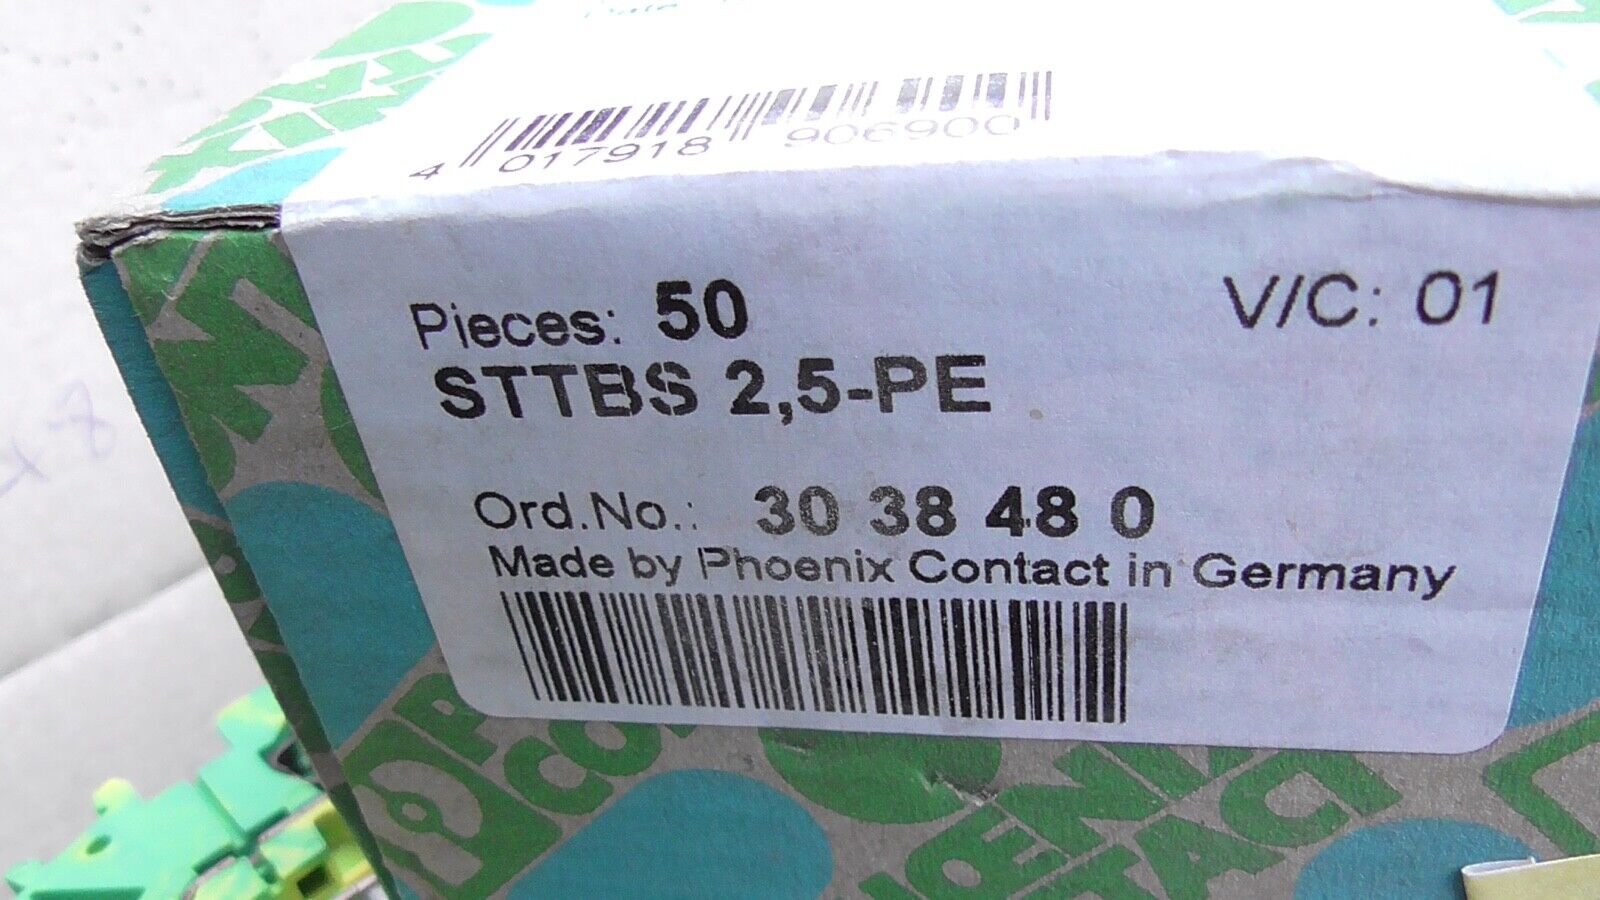 4 017918 906900
Pieces: 50
V/C: 01
STTBS 2,5-PE
Ord.No.: 30 38 48 0
Made by Phoenix Contact in Germany